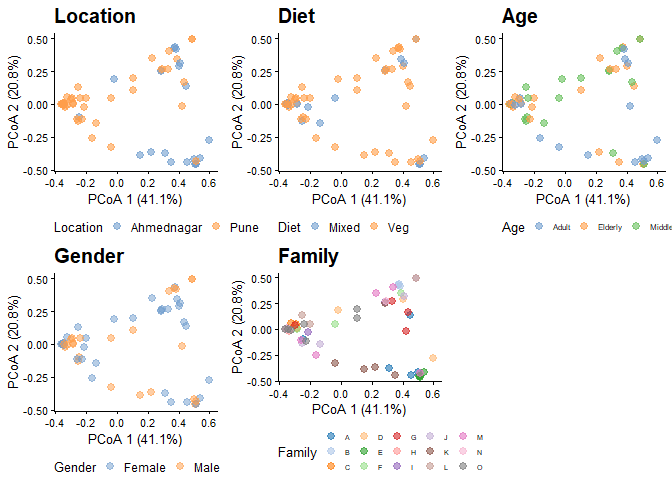 Location
Diet
Age
0.50
0.25
0.00
-0.25
-0.50
-0.4 -0.2 0.0 0.2 0.4 0.6
PCoA 1 (41.1%)
PCoA 2 (20.8%)
0.50
0.25
0.00
-0.25
-0.50
-0.4 -0.2 0.0 0.2 0.4 0.6
PCoA 1 (41.1%)
PCoA 2 (20.8%)
0.50
0.25
0.00
-0.25
-0.50
-0.4 -0.2 0.0 0.2 0.4 0.6
PCoA 1 (41.1%)
PCoA 2 (20.8%)
Location Ahmednagar Pune
Diet Mixed Veg
Age Adult Elderly Middle
Gender
Family
0.50
0.25
0.00
-0.25
-0.50
-0.4 -0.2 0.0 0.2 0.4 0.6
PCoA 1 (41.1%)
PCoA 2 (20.8%)
0.50
0.25
0.00
-0.25
-0.50
-0.4 -0.2 0.0 0.2 0.4 0.6
PCoA 1 (41.1%)
PCoA 2 (20.8%)
Gender Female Male
Family
A D G J M
B E H K N
C F I L O